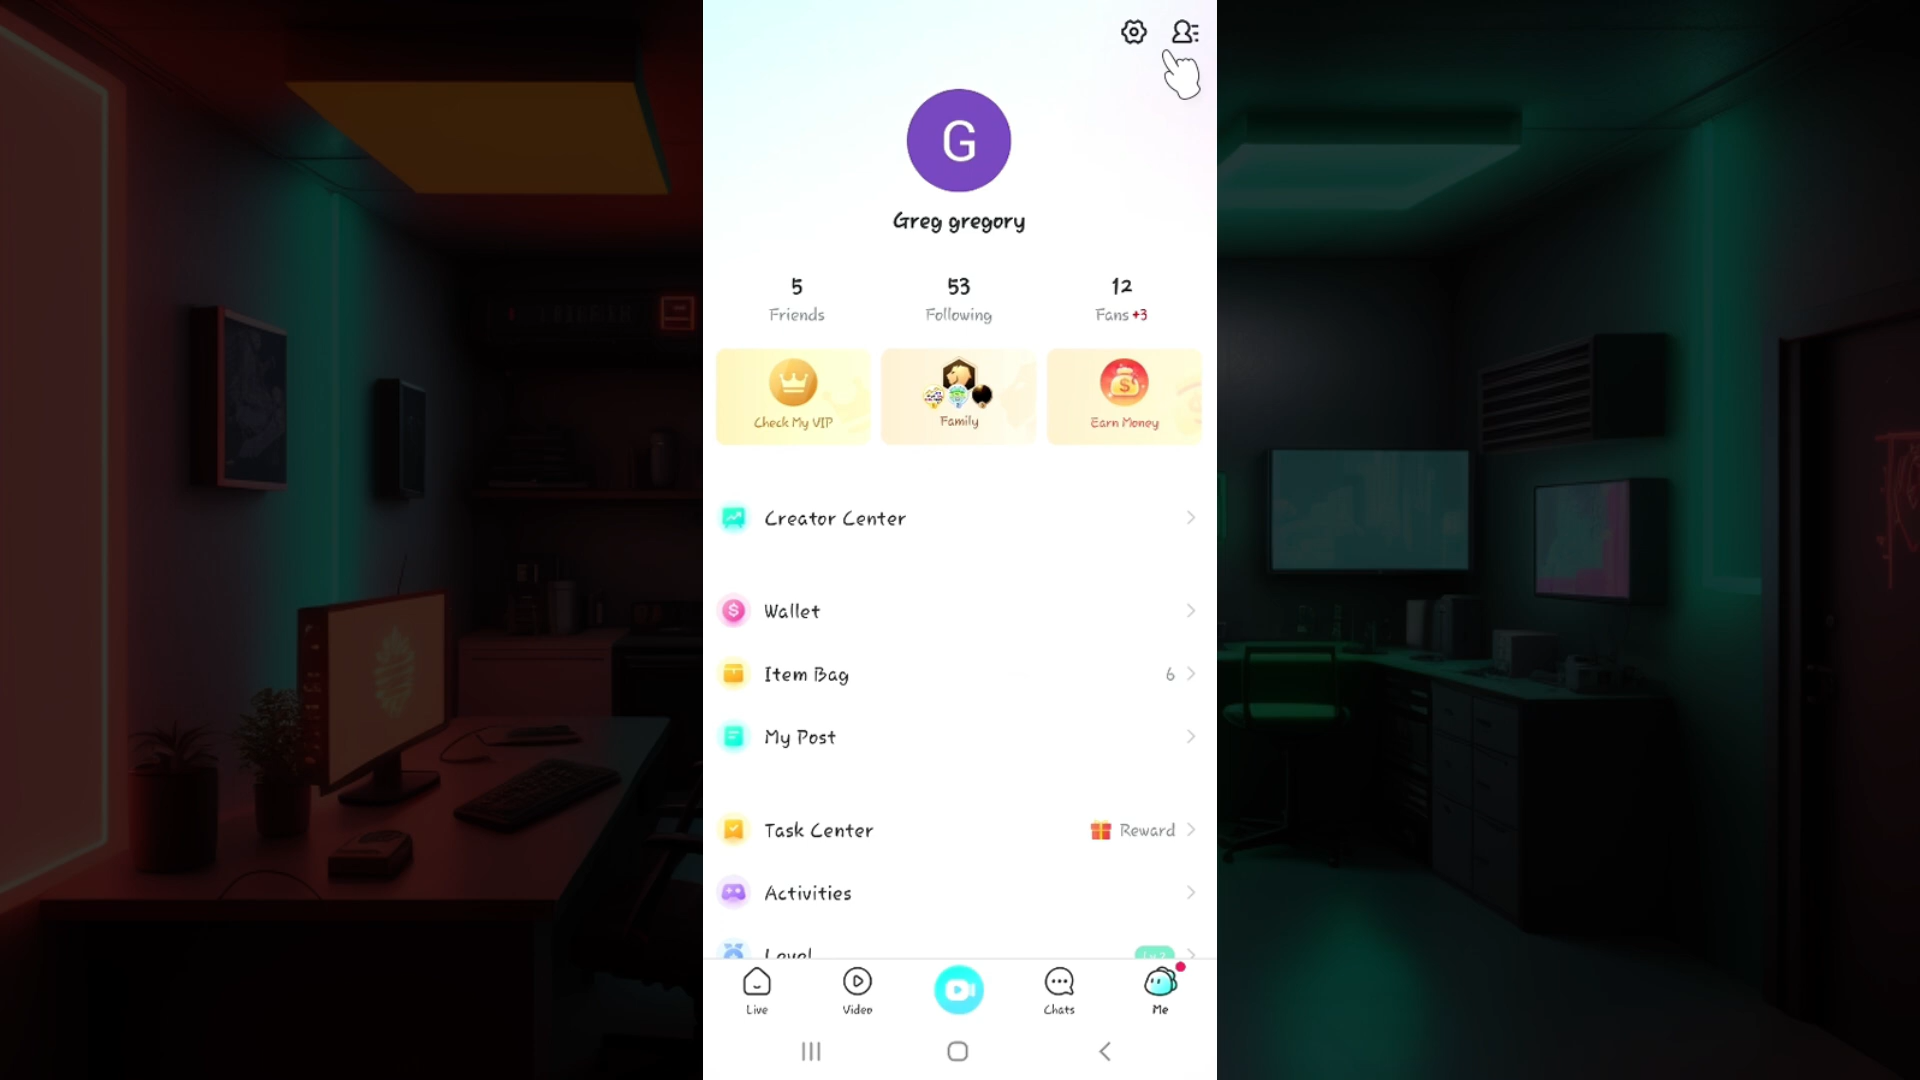 G
Greg gregory
5 53 12
Friends Following Fans +3
Check My VIP Family Earn Money
Creator Center
Wallet
Item Bag 6
My Post
Task Center Reward
Activities
Level
Live Video Chats Me